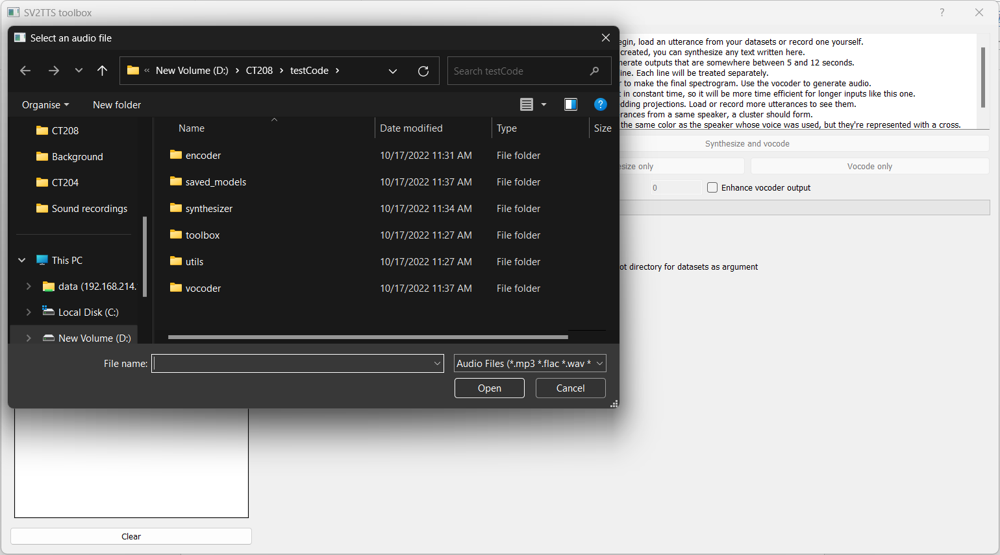 SV2TTS toolbox
?
Select an audio file
« New Volume (D:) › CT208 › testCode ›
Search testCode
Organise
New folder
?
CT208
Background
CT204
Sound recordings
This PC
data (192.168.214.
Local Disk (C:)
New Volume (D:)
Name Date modified Type Size
encoder 10/17/2022 11:31 AM File folder
saved_models 10/17/2022 11:37 AM File folder
synthesizer 10/17/2022 11:34 AM File folder
toolbox 10/17/2022 11:27 AM File folder
utils 10/17/2022 11:27 AM File folder
vocoder 10/17/2022 11:37 AM File folder
File name:
Audio Files (*.mp3 *.flac *.wav *
Open
Cancel
egin, load an utterance from your datasets or record one yourself.
created, you can synthesize any text written here.
nerate outputs that are somewhere between 5 and 12 seconds.
ine. Each line will be treated separately.
r to make the final spectrogram. Use the vocoder to generate audio.
t in constant time, so it will be more time efficient for longer inputs like this one.
dding projections. Load or record more utterances to see them.
rances from a same speaker, a cluster should form.
the same color as the speaker whose voice was used, but they're represented with a cross.
Synthesize and vocode
esize only
Vocode only
0
Enhance vocoder output
ot directory for datasets as argument
Clear